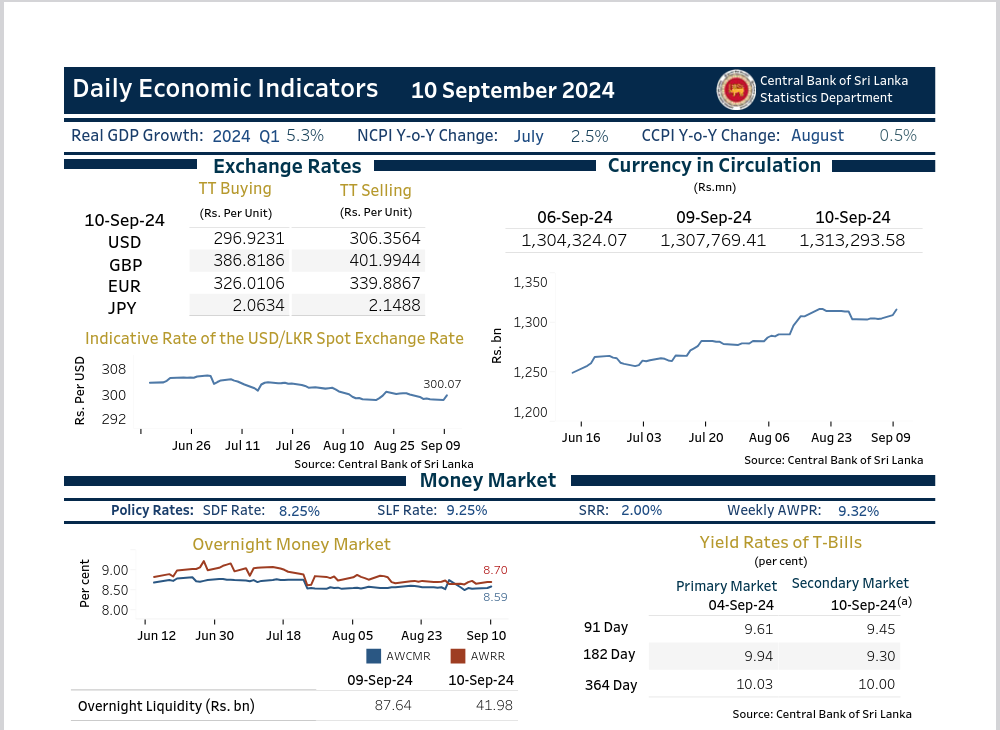 Daily Economic Indicators 10 September 2024
Central Bank of Sri Lanka
Statistics Department
Real GDP Growth: 2024 Q1 5.3% NCPI Y-o-Y Change: July 2.5% CCPI Y-o-Y Change: August 0.5%
Exchange Rates
TT Buying TT Selling
(Rs. Per Unit) (Rs. Per Unit)
10-Sep-24
USD 296.9231 306.3564
GBP 386.8186 401.9944
EUR 326.0106 339.8867
JPY 2.0634 2.1488
Indicative Rate of the USD/LKR Spot Exchange Rate
Rs. Per USD
308
300
292
300.07
Jun 26 Jul 11 Jul 26 Aug 10 Aug 25 Sep 09
Source: Central Bank of Sri Lanka
Currency in Circulation
(Rs.mn)
06-Sep-24 09-Sep-24 10-Sep-24
1,304,324.07 1,307,769.41 1,313,293.58
Rs. bn
1,350
1,300
1,250
1,200
Jun 16 Jul 03 Jul 20 Aug 06 Aug 23 Sep 09
Source: Central Bank of Sri Lanka
Money Market
Policy Rates: SDF Rate: 8.25% SLF Rate: 9.25% SRR: 2.00% Weekly AWPR: 9.32%
Overnight Money Market
Per cent
9.00
8.50
8.00
8.70
8.59
Jun 12 Jun 30 Jul 18 Aug 05 Aug 23 Sep 10
AWCMR AWRR
09-Sep-24 10-Sep-24
Overnight Liquidity (Rs. bn) 87.64 41.98
Yield Rates of T-Bills
(per cent)
Primary Market Secondary Market
04-Sep-24 10-Sep-24(a)
91 Day 9.61 9.45
182 Day 9.94 9.30
364 Day 10.03 10.00
Source: Central Bank of Sri Lanka